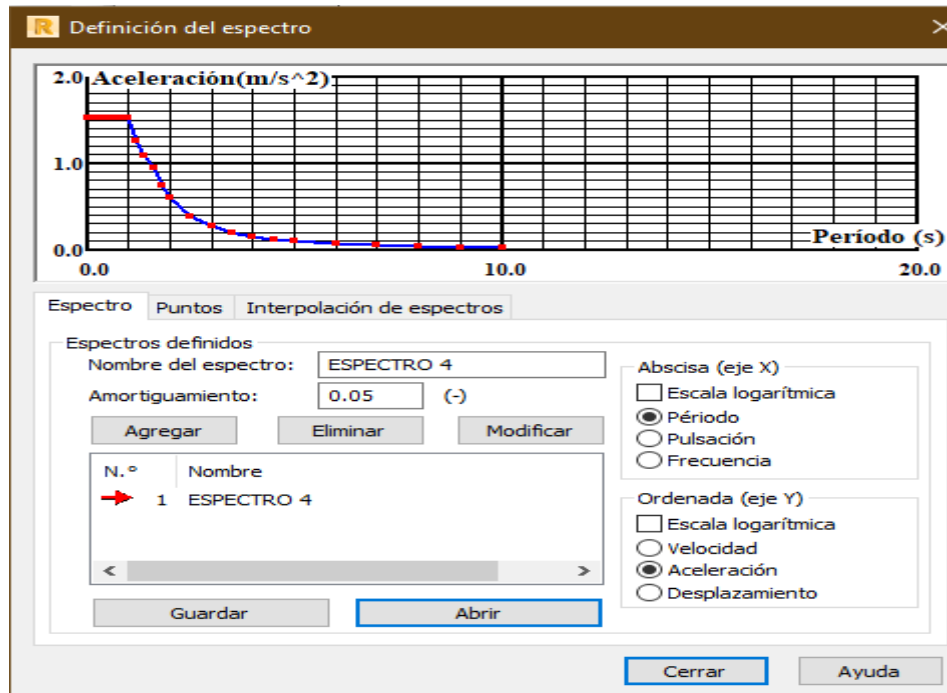 R Definición del espectro
2.0 Aceleración(m/s^2)
1.0
0.0 Período (s)
0.0 10.0 20.0
Espectro Puntos Interpolación de espectros
Espectros definidos
Nombre del espectro: ESPECTRO 4
Amortiguamiento: 0.05 (-)
Agregar Eliminar Modificar
N.º Nombre
1 ESPECTRO 4
Guardar Abrir
Abscisa (eje X)
Escala logarítmica
Périodo
Pulsación
Frecuencia
Ordenada (eje Y)
Escala logarítmica
Velocidad
Aceleración
Desplazamiento
Cerrar Ayuda